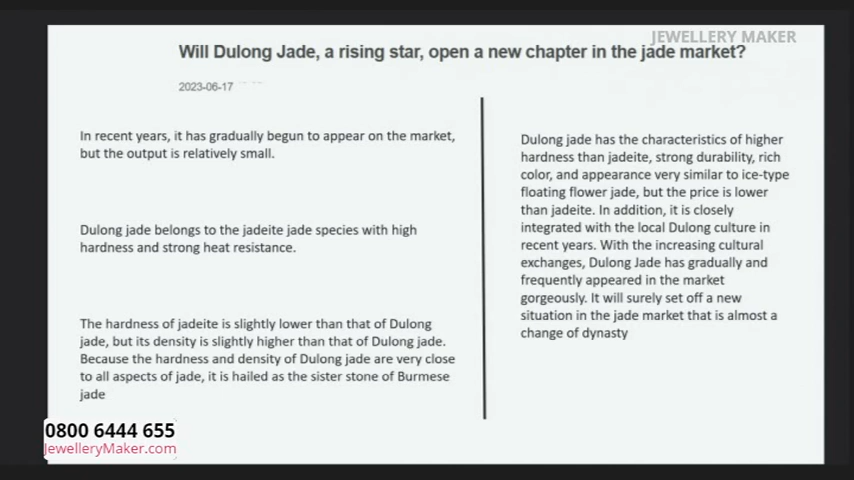 JEWELLERY MAKER
Will Dulong Jade, a rising star, open a new chapter in the jade market?
2023-06-17
In recent years, it has gradually begun to appear on the market,
but the output is relatively small.
Dulong jade belongs to the jadeite jade species with high
hardness and strong heat resistance.
The hardness of jadeite is slightly lower than that of Dulong
jade, but its density is slightly higher than that of Dulong jade.
Because the hardness and density of Dulong jade are very close
to all aspects of jade, it is hailed as the sister stone of Burmese
jade
Dulong jade has the characteristics of higher
hardness than jadeite, strong durability, rich
color, and appearance very similar to ice-type
floating flower jade, but the price is lower
than jadeite. In addition, it is closely
integrated with the local Dulong culture in
recent years. With the increasing cultural
exchanges, Dulong Jade has gradually and
frequently appeared in the market
gorgeously. It will surely set off a new
situation in the jade market that is almost a
change of dynasty
0800 6444 655
JewelleryMaker.com